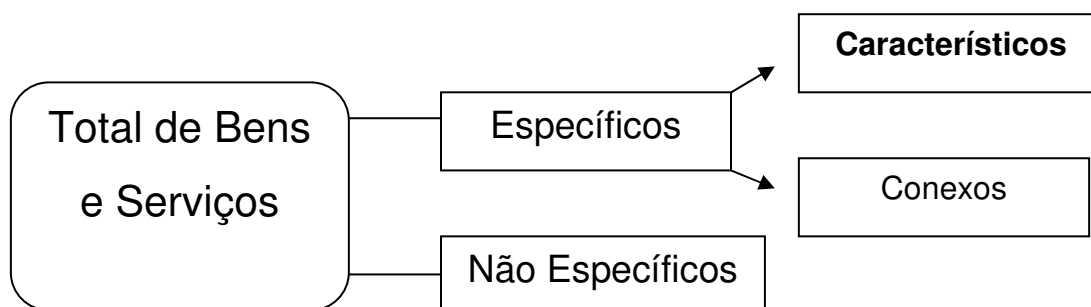 Total de Bens
e Serviços
Específicos
Não Específicos
Característicos
Conexos